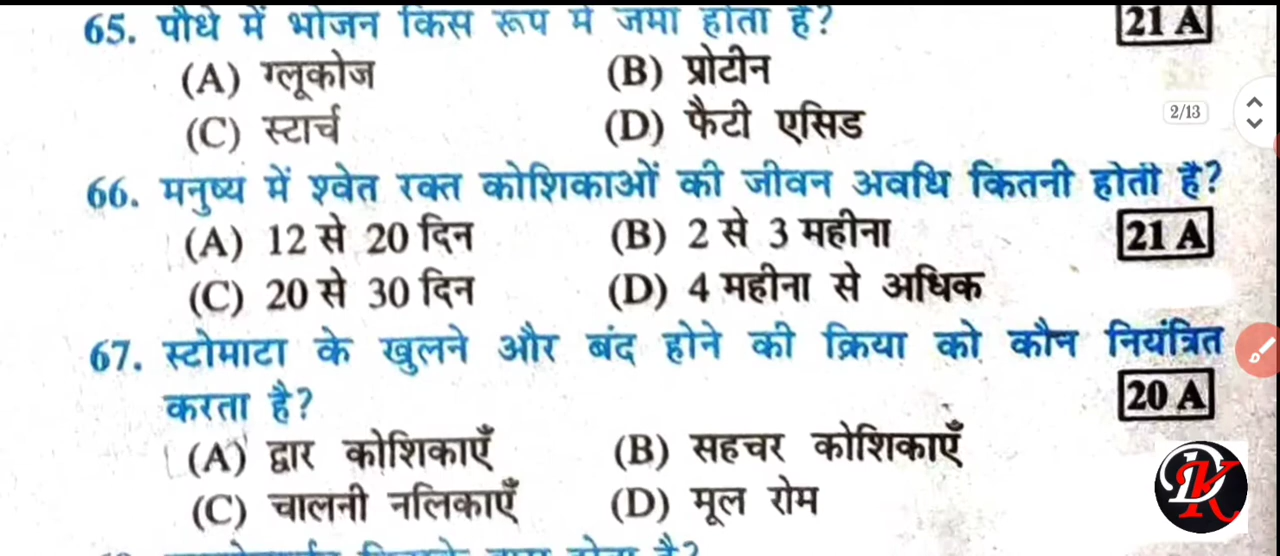 65. पौधे में भोजन किस रूप में जमा होता है? 21 A
(A) ग्लूकोज (B) प्रोटीन
(C) स्टार्च (D) फैटी एसिड
2/13
66. मनुष्य में श्वेत रक्त कोशिकाओं की जीवन अवधि कितनी होती है?
(A) 12 से 20 दिन (B) 2 से 3 महीना 21 A
(C) 20 से 30 दिन (D) 4 महीना से अधिक
67. स्टोमाटा के खुलने और बंद होने की क्रिया को कौन नियंत्रित
करता है? 20 A
(A) द्वार कोशिकाएँ (B) सहचर कोशिकाएँ
(C) चालनी नलिकाएँ (D) मूल रोम
DK